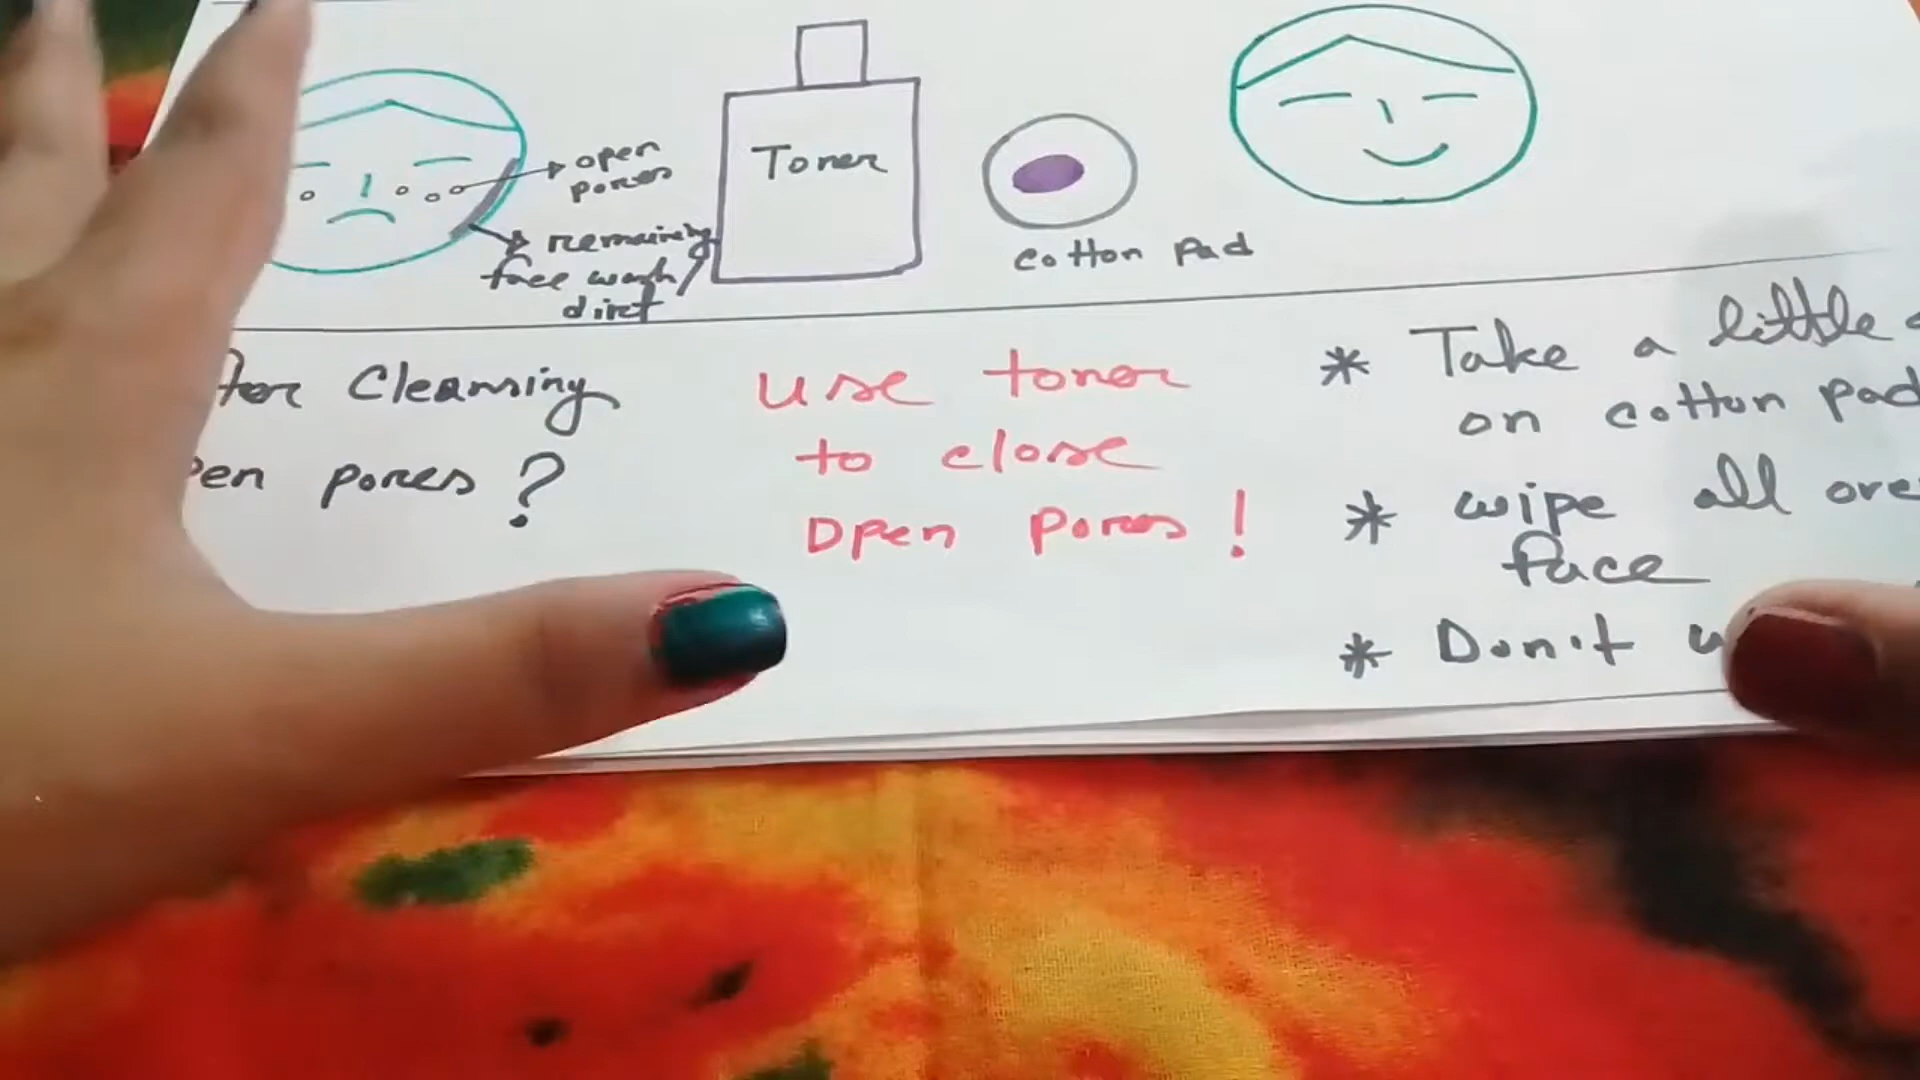 open
pores
remaining
face wash/
dirt
Toner
cotton pad
Cleansing
pores?
use toner
to close
open pores!
* Take a little
on cotton pad
* wipe all over
face
* Don't